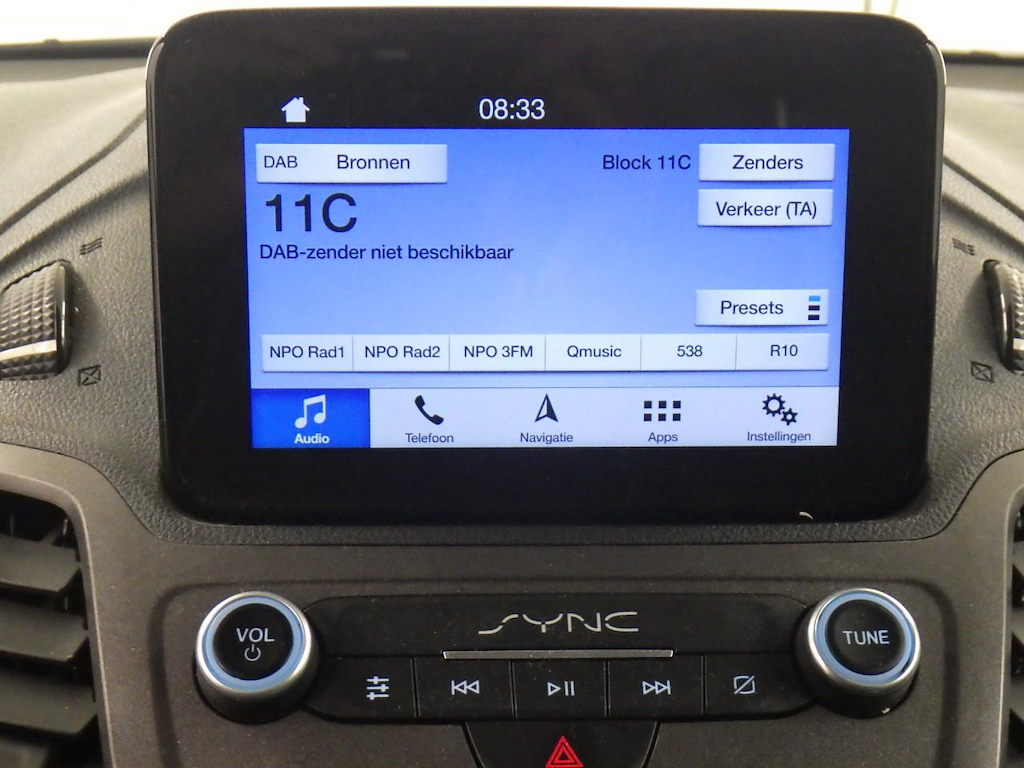 08:33
DAB Bronnen Block 11C Zenders
11C
Verkeer (TA)
DAB-zender niet beschikbaar
Presets
NPO Rad1 NPO Rad2 NPO 3FM Qmusic 538 R10
Audio Telefoon Navigatie Apps Instellingen
SYNC
VOL TUNE